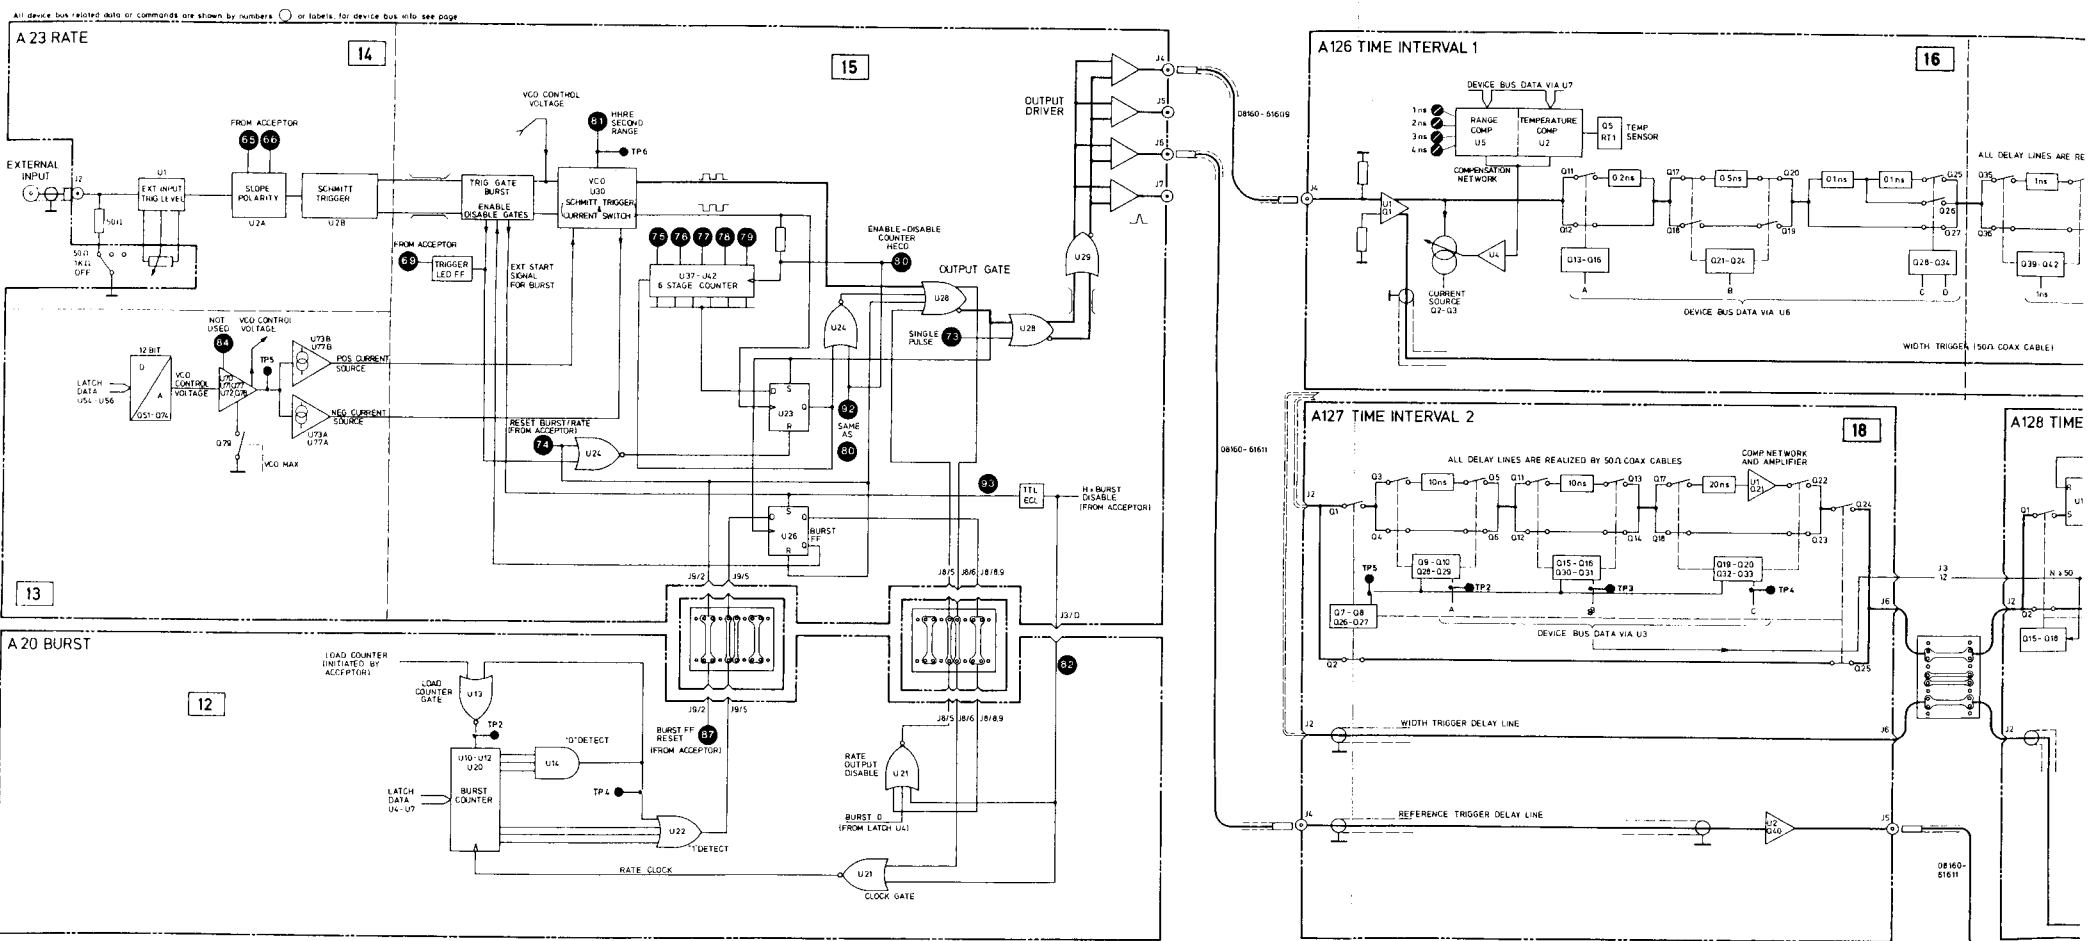 All device bus related data or commands are shown by numbers or labels, for device bus info see page
A 23 RATE
14
15
EXTERNAL
INPUT
J2
U1
EXT INPUT
TRIG LEVEL
50Ω
50Ω
1KΩ
OFF
FROM ACCEPTOR
65 66
SLOPE
POLARITY
U2A
SCHMITT
TRIGGER
U2B
TRIG GATE
BURST
ENABLE
DISABLE GATES
VCO CONTROL
VOLTAGE
81
HHRE
SECOND
RANGE
TP6
VCO
U30
SCHMITT TRIGGER
&
CURRENT SWITCH
FROM ACCEPTOR
69
TRIGGER
LED FF
EXT START
SIGNAL
FOR BURST
75 76 77 78 79
U37-U42
6 STAGE COUNTER
ENABLE-DISABLE
COUNTER
HECO
80
OUTPUT GATE
U28
U24
SINGLE
PULSE
73
U28
U29
OUTPUT
DRIVER
J4
J5
J6
J7
NOT
USED
84
VCO CONTROL
VOLTAGE
TP5
U73B
U77B
POS CURRENT
SOURCE
12 BIT
D
A
Q51-Q74
LATCH
DATA
U54-U56
VCO
CONTROL
VOLTAGE
NEG CURRENT
SOURCE
U73A
U77A
Q79
VCO MAX
RESET BURST/RATE
(FROM ACCEPTOR)
74
U24
S
D
Q
U23
R
92
SAME
AS
80
93
TTL
ECL
H=BURST
DISABLE
(FROM ACCEPTOR)
S
D
Q
U26
Q
R
BURST
FF
J9/2
J9/5
J8/5
J8/6
J8/8,9
13
J3/D
82
A 20 BURST
12
LOAD COUNTER
(INITIATED BY
ACCEPTOR)
LOAD
COUNTER
GATE
U13
TP2
"0"DETECT
U14
U10-U12
U20
BURST
COUNTER
LATCH
DATA
U4-U7
TP4
U22
"1"DETECT
J9/2
J9/5
BURST FF
RESET
(FROM ACCEPTOR)
87
J8/5
J8/6
J8/8,9
RATE
OUTPUT
DISABLE
U21
BURST 0
(FROM LATCH U4)
RATE CLOCK
U21
CLOCK GATE
08160-61609
08160-61611
A126 TIME INTERVAL 1
16
DEVICE BUS DATA VIA U7
1ns
2ns
3ns
4ns
RANGE
COMP
U5
TEMPERATURE
COMP
U2
Q5
RT1
TEMP
SENSOR
COMPENSATION
NETWORK
J4
U1
Q1
U4
CURRENT
SOURCE
Q2-Q3
Q11
0.2ns
Q12
Q13-Q16
A
Q17
0.5ns
Q20
Q18
Q19
Q21-Q24
B
0.1ns
0.1ns
Q25
Q26
Q27
Q28-Q34
C
D
DEVICE BUS DATA VIA U6
ALL DELAY LINES ARE RE
Q35
1ns
Q36
Q39-Q42
1ns
WIDTH TRIGGER (50Ω COAX CABLE)
A127 TIME INTERVAL 2
18
ALL DELAY LINES ARE REALIZED BY 50Ω COAX CABLES
COMP.NETWORK
AND AMPLIFIER
J2
Q1
Q3
10ns
Q5
Q4
Q6
Q11
10ns
Q13
Q12
Q14
Q17
20ns
U1
Q21
Q22
Q18
Q23
Q24
Q9-Q10
Q28-Q29
Q15-Q16
Q30-Q31
Q19-Q20
Q32-Q33
TP5
TP2
TP3
TP4
A
B
C
Q7-Q8
Q26-Q27
DEVICE BUS DATA VIA U3
Q2
Q25
J3
12
J6
J2
J2
WIDTH TRIGGER DELAY LINE
J6
J2
J4
REFERENCE TRIGGER DELAY LINE
U2
Q40
J5
08160-
61611
A128 TIME
Q1
R
S
U1
N≥50
Q2
Q15-Q18